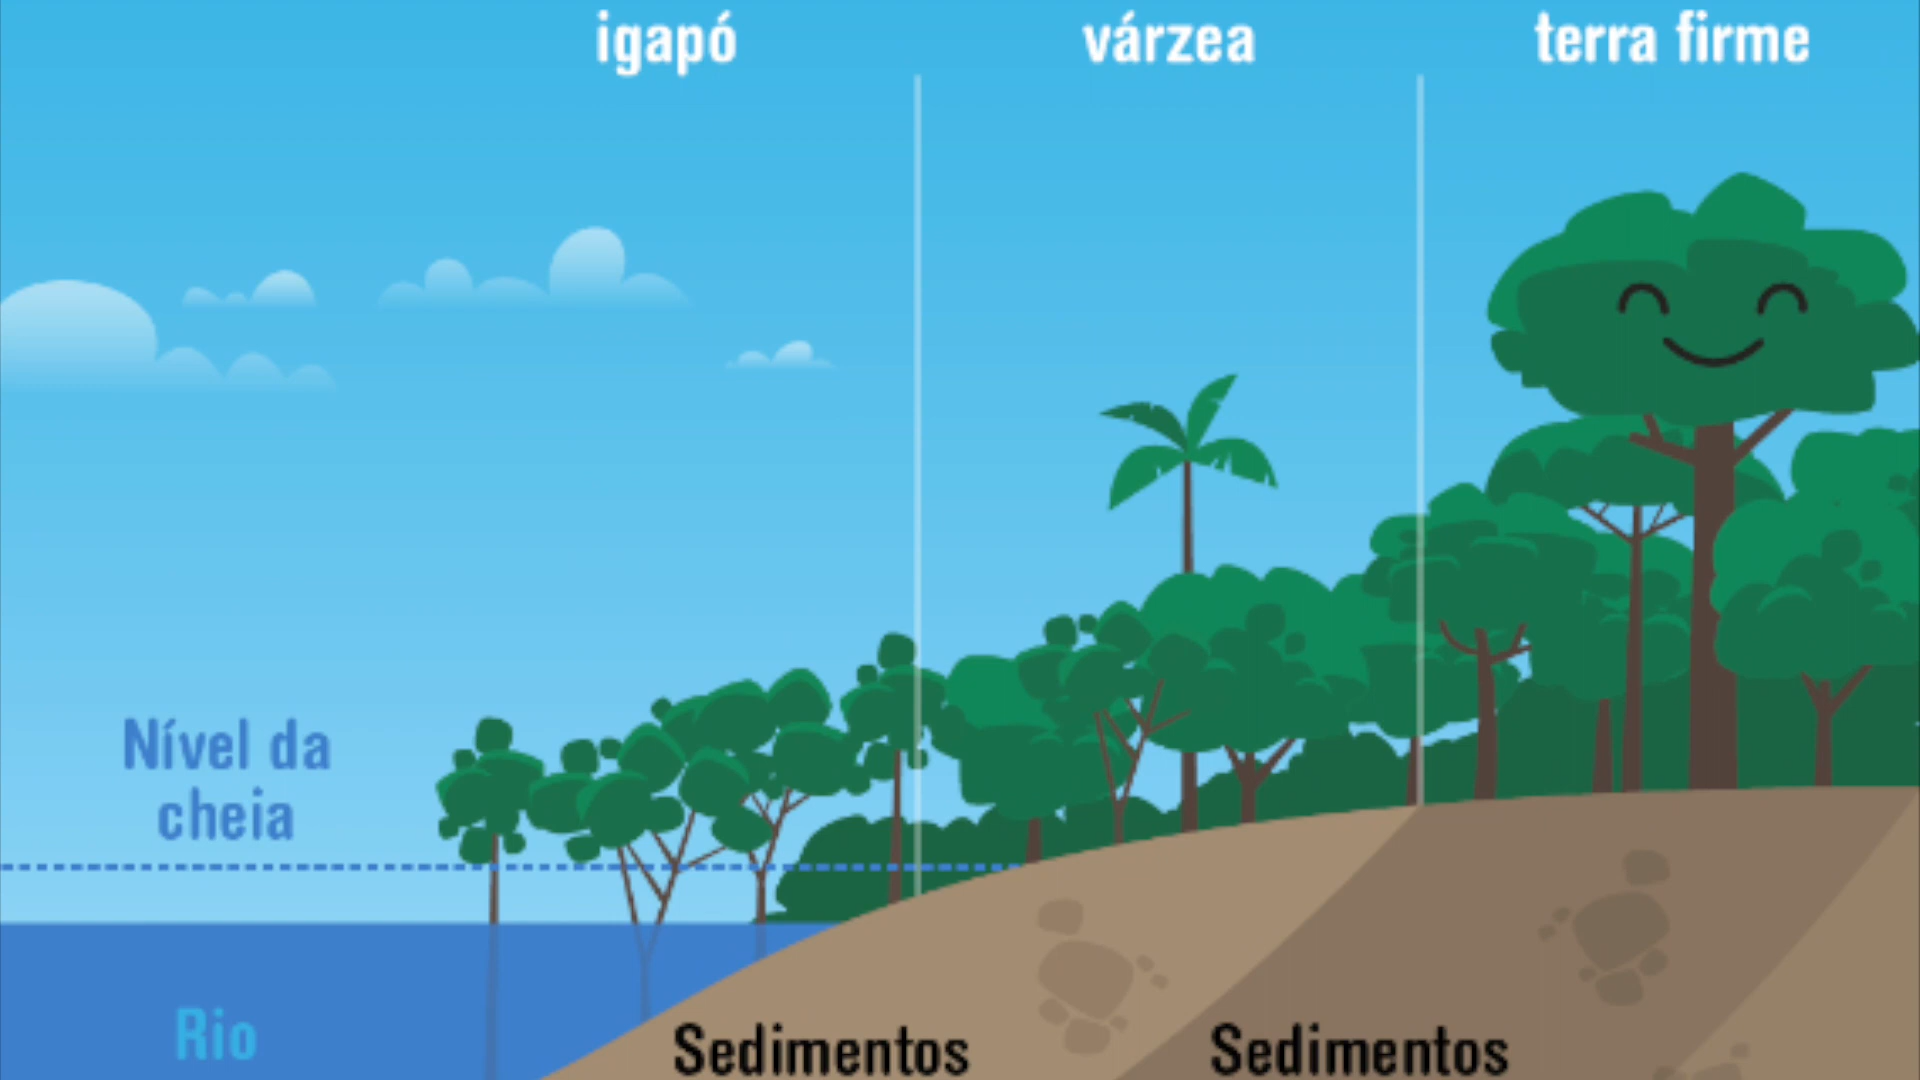 igapó
várzea
terra firme
Nível da
cheia
Rio
Sedimentos
Sedimentos